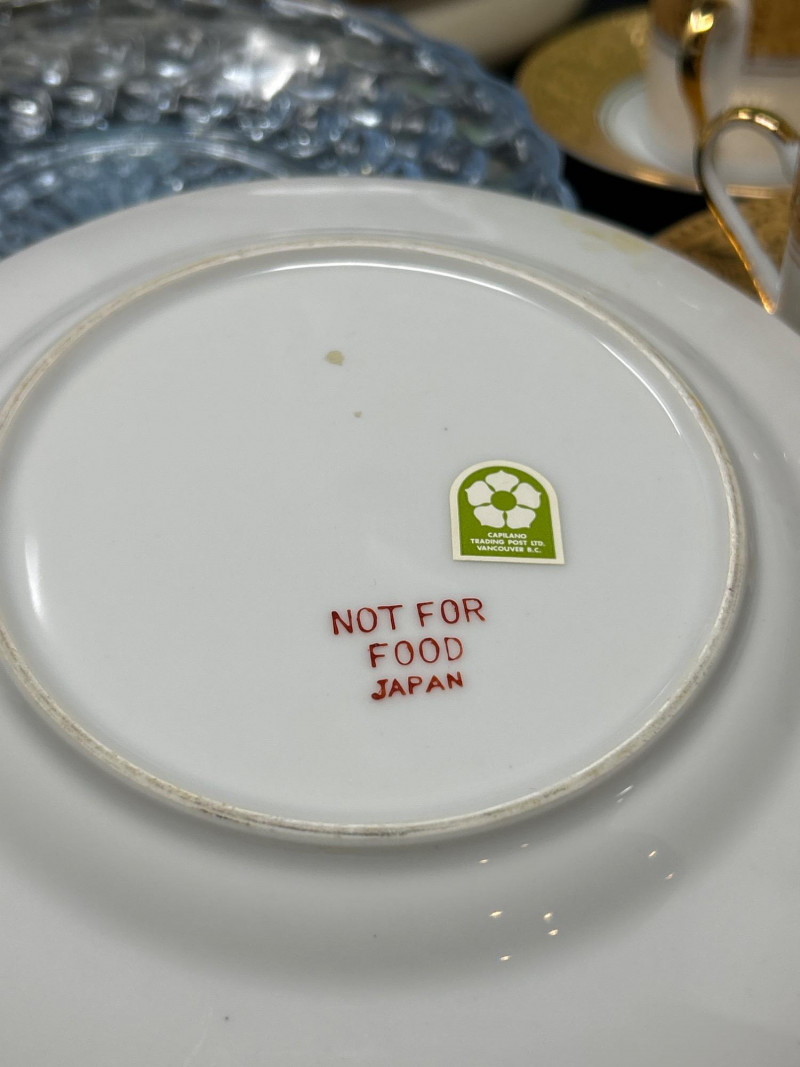 CAPILANO
TRADING POST LTD.
VANCOUVER B.C.
NOT FOR
FOOD
JAPAN